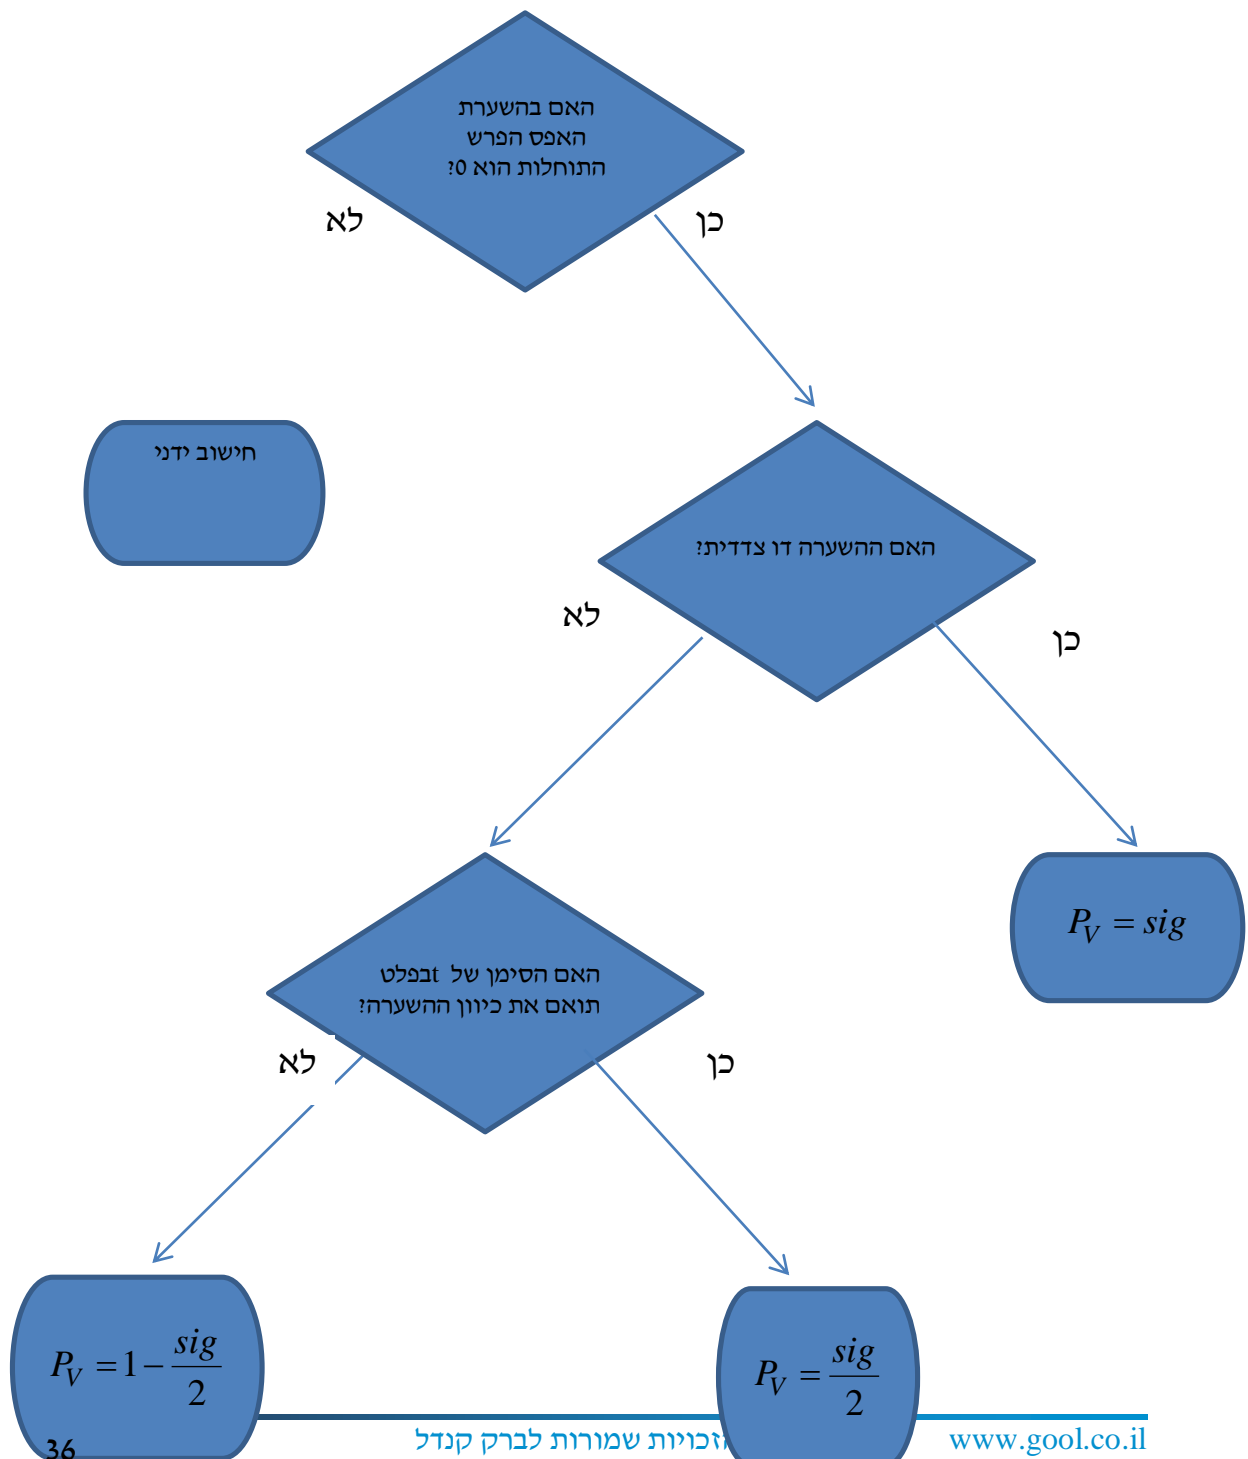 האם בהשערת
האפס הפרש
התוחלות הוא 0?
לא
כן
חישוב ידני
האם ההשערה דו צדדית?
לא
כן
P_V = sig
האם הסימן של t בפלט
תואם את כיוון ההשערה?
לא
כן
P_V = 1 - sig/2
P_V = sig/2
36
זכויות שמורות לברק קנדל
www.gool.co.il